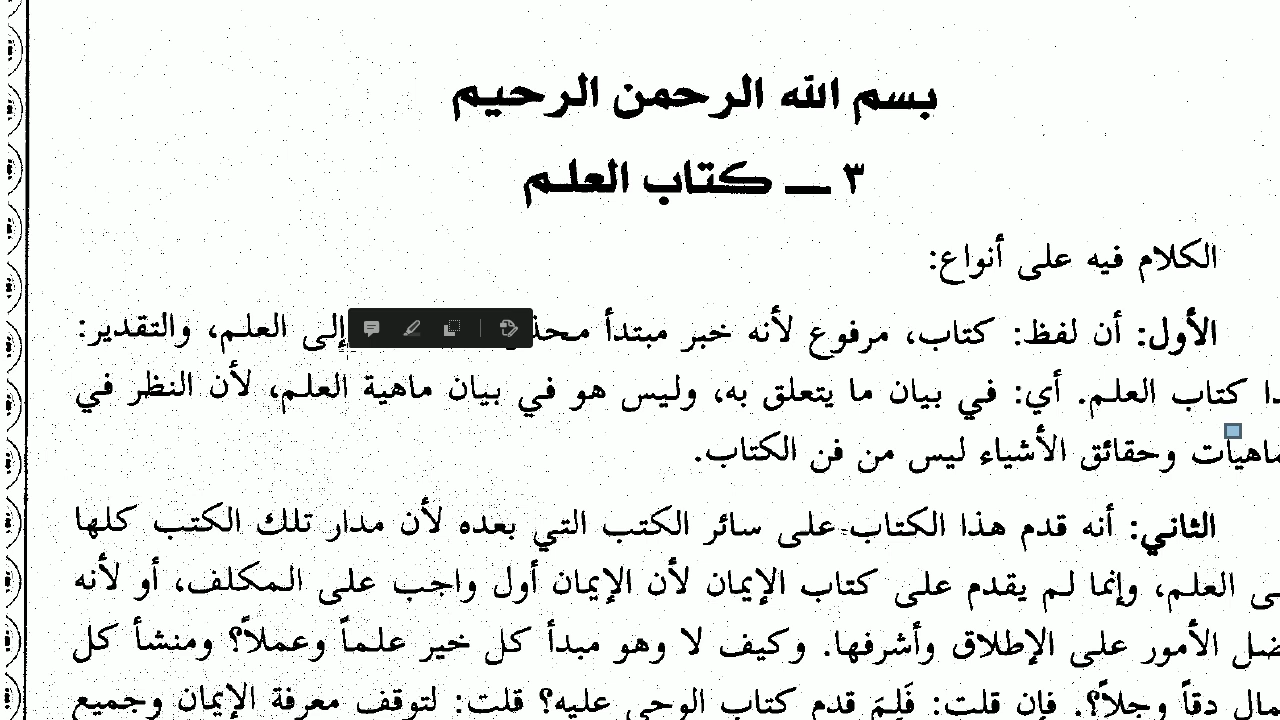 بسم الله الرحمن الرحيم
٣ ــ كتاب العلم
الكلام فيه على أنواع:
الأول: أن لفظ: كتاب، مرفوع لأنه خبر مبتدأ إلى العلم، والتقدير:
كتاب العلم. أي: في بيان ما يتعلق به، وليس هو في بيان ماهية العلم، لأن النظر في
وحقائق الأشياء ليس من فن الكتاب.
الثاني: أنه قدم هذا الكتاب على سائر الكتب التي بعده لأن مدار تلك الكتب كلها
العلم، وإنما لم يقدم على كتاب الإيمان لأن الإيمان أول واجب على المكلف، أو لأنه
الأمور على الإطلاق وأشرفها. وكيف لا وهو مبدأ كل خير علماً وعملاً؟ ومنشأ كل
دقاً وجلاً؟. فإن قلت: فَلِمَ قدم كتاب الوحي عليه؟ قلت: لتوقف معرفة الإيمان وجميع